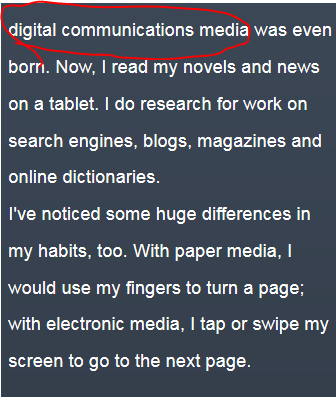 digital communications media was even
born. Now, I read my novels and news
on a tablet. I do research for work on
search engines, blogs, magazines and
online dictionaries.
I've noticed some huge differences in
my habits, too. With paper media, I
would use my fingers to turn a page;
with electronic media, I tap or swipe my
screen to go to the next page.